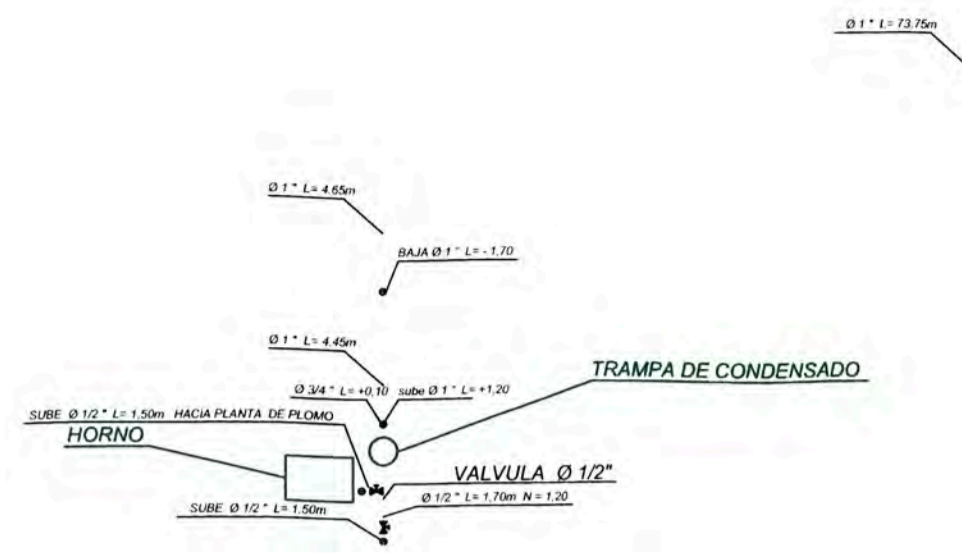 Ø 1" L= 73.75m
Ø 1" L= 4.65m
BAJA Ø 1" L= - 1,70
Ø 1" L= 4.45m
TRAMPA DE CONDENSADO
Ø 3/4" L= +0,10 sube Ø 1" L= +1,20
SUBE Ø 1/2" L= 1,50m HACIA PLANTA DE PLOMO
HORNO
VALVULA Ø 1/2"
Ø 1/2" L= 1,70m N = 1,20
SUBE Ø 1/2" L= 1.50m